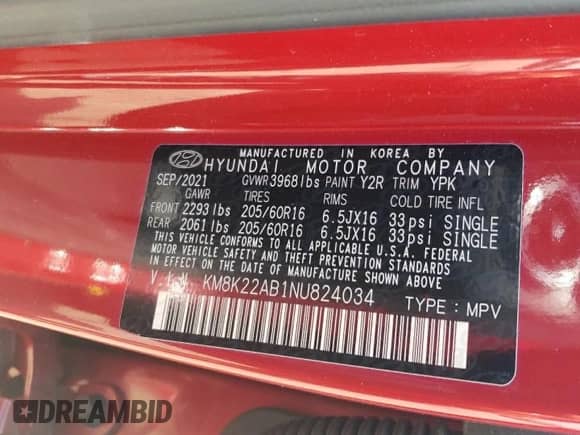 MANUFACTURED IN KOREA BY
HYUNDAI MOTOR COMPANY
SEP/2021 GVWR 3968lbs PAINT Y2R TRIM YPK
GAWR TIRES RIMS COLD TIRE INFL
FRONT 2293lbs 205/60R16 6.5JX16 33psi SINGLE
REAR 2061lbs 205/60R16 6.5JX16 33psi SINGLE
THIS VEHICLE CONFORMS TO ALL APPLICABLE U.S.A. FEDERAL
MOTOR VEHICLE SAFETY AND THEFT PREVENTION STANDARDS
IN EFFECT ON THE DATE OF MANUFACTURE SHOWN ABOVE
V.I.N. KM8K22AB1NU824034 TYPE: MPV
DREAMBID